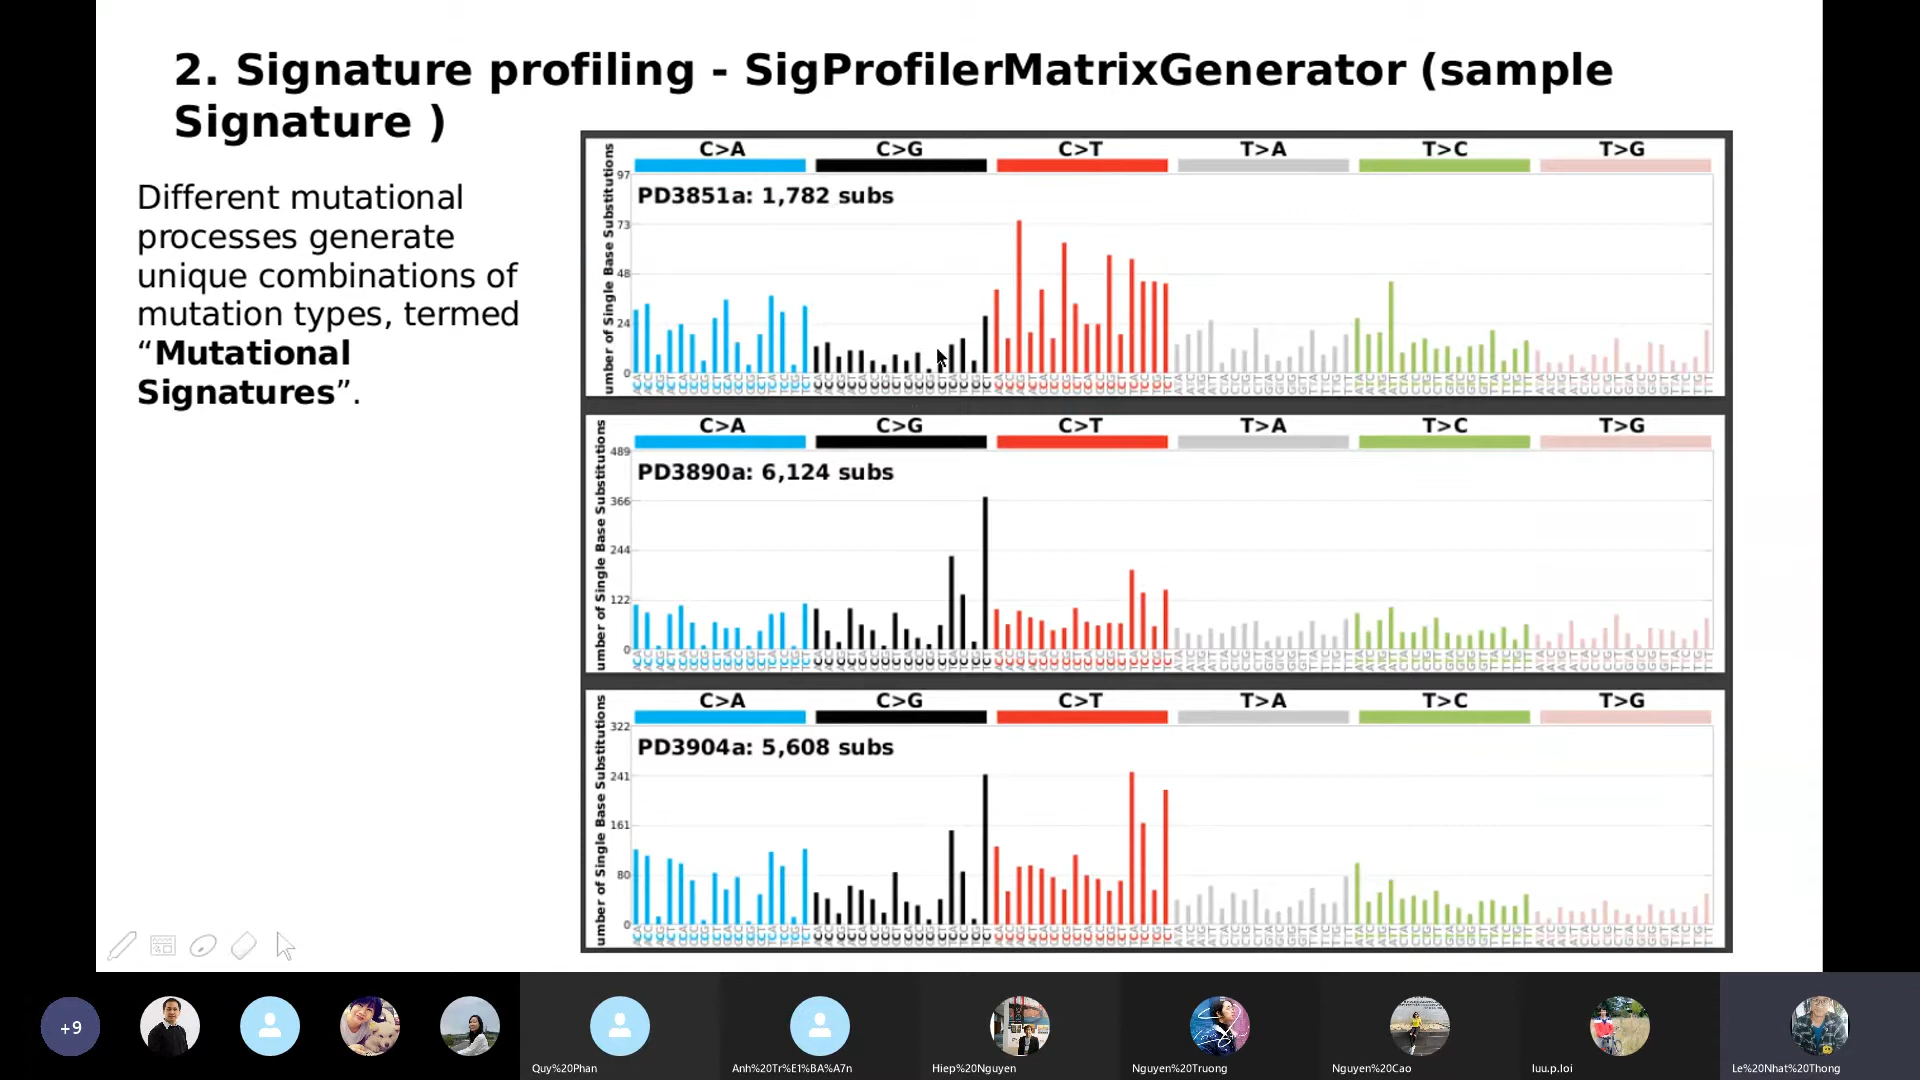 2. Signature profiling - SigProfilerMatrixGenerator (sample
Signature )
Different mutational
processes generate
unique combinations of
mutation types, termed
“Mutational
Signatures”.
C>A C>G C>T T>A T>C T>G
umber of Single Base Substitutions
97
73
48
24
0
PD3851a: 1,782 subs
C>A C>G C>T T>A T>C T>G
umber of Single Base Substitutions
489
366
244
122
0
PD3890a: 6,124 subs
C>A C>G C>T T>A T>C T>G
umber of Single Base Substitutions
322
241
161
80
0
PD3904a: 5,608 subs
+9
Quy%20Phan
Anh%20Tr%E1%BA%A7n
Hiep%20Nguyen
Nguyen%20Truong
Nguyen%20Cao
luu.p.loi
Le%20Nhat%20Thong